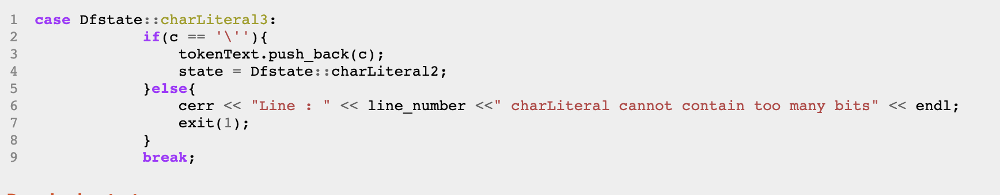 1 case Dfstate::charLiteral3:
2             if(c == '\''){
3                 tokenText.push_back(c);
4                 state = Dfstate::charLiteral2;
5             }else{
6                 cerr << "Line : " << line_number <<" charLiteral cannot contain too many bits" << endl;
7                 exit(1);
8             }
9             break;